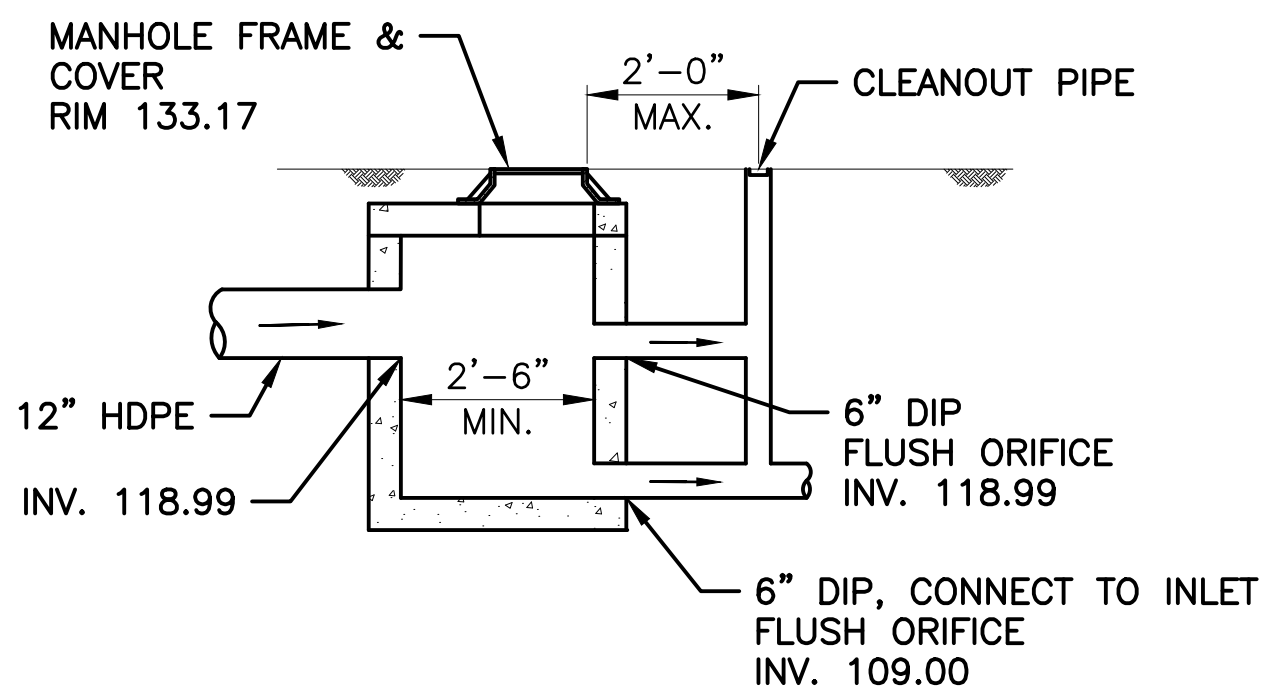 MANHOLE FRAME &
COVER
RIM 133.17
2'-0"
MAX.
CLEANOUT PIPE
12" HDPE
INV. 118.99
2'-6"
MIN.
6" DIP
FLUSH ORIFICE
INV. 118.99
6" DIP, CONNECT TO INLET
FLUSH ORIFICE
INV. 109.00